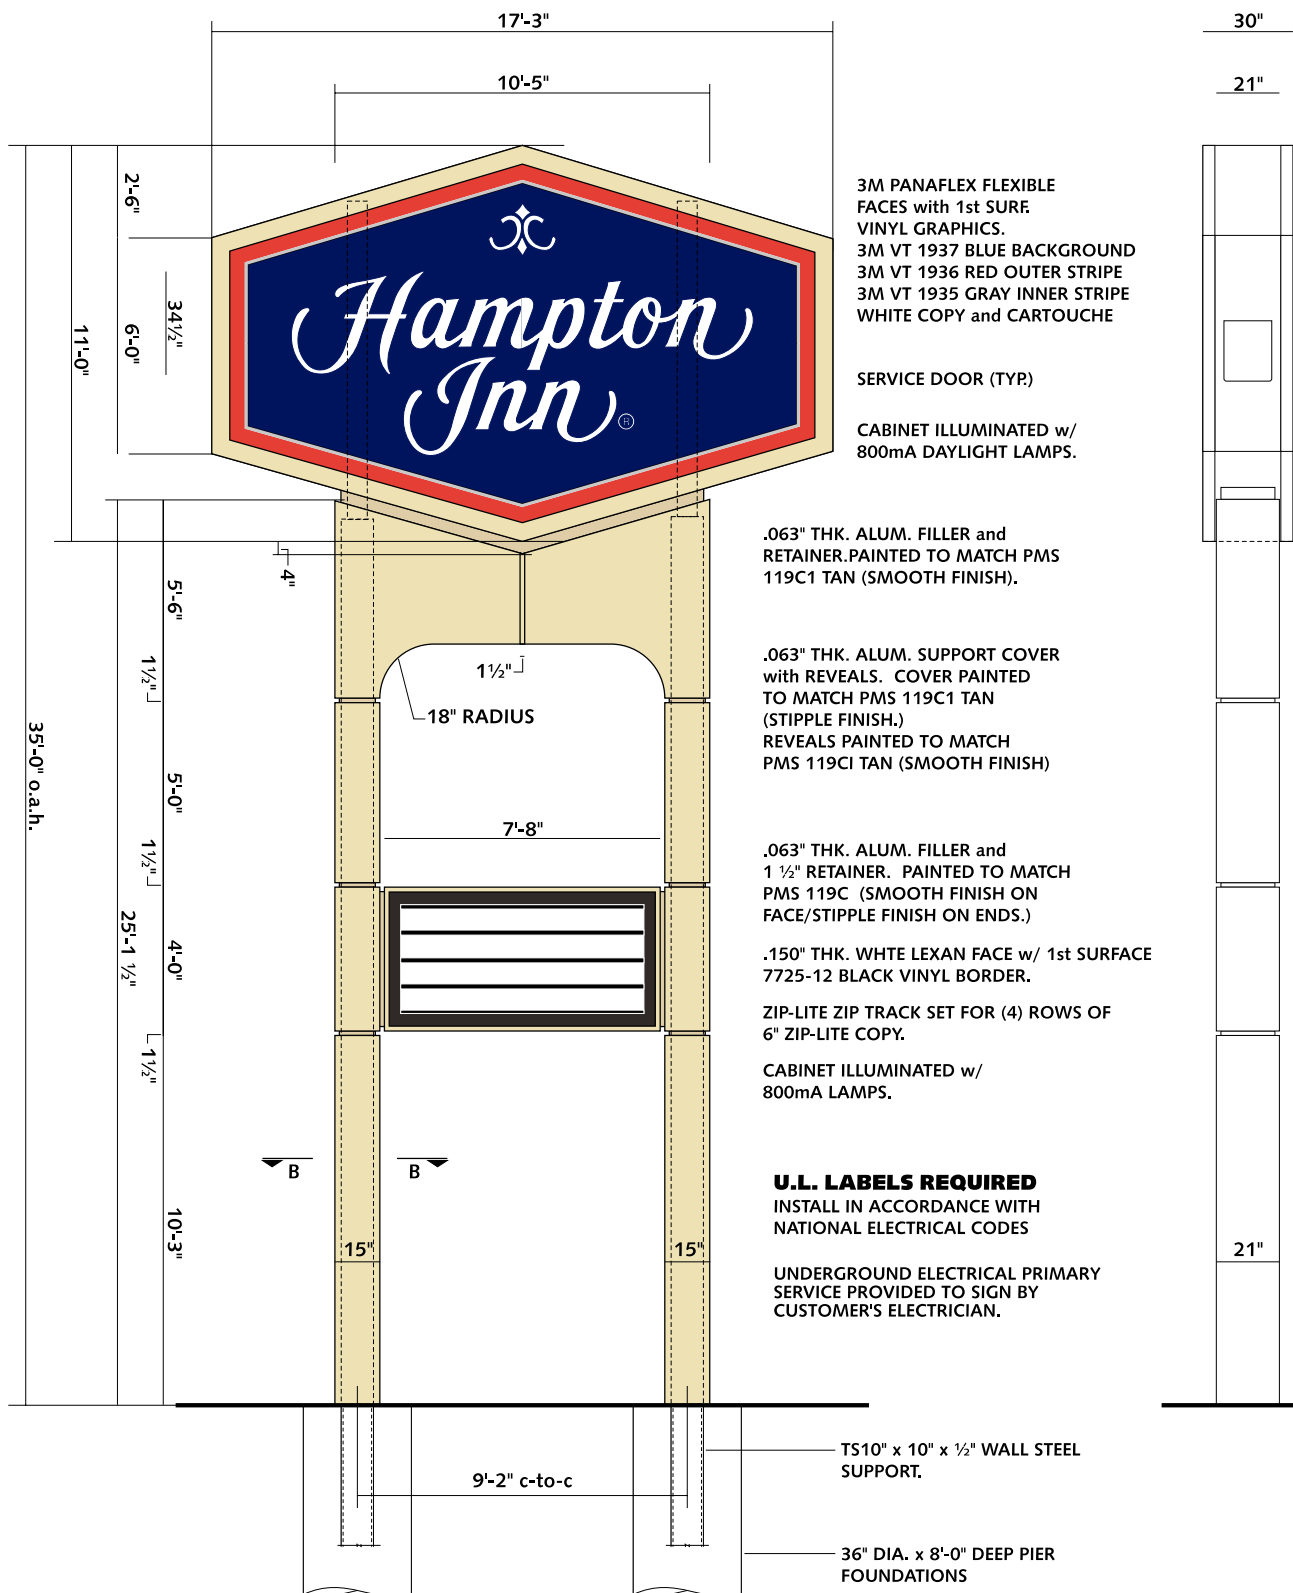 17'-3"
30"
10'-5"
21"
2'-6"
6'-0"
34½"
11'-0"
Hampton
Inn
®
3M PANAFLEX FLEXIBLE
FACES with 1st SURF.
VINYL GRAPHICS.
3M VT 1937 BLUE BACKGROUND
3M VT 1936 RED OUTER STRIPE
3M VT 1935 GRAY INNER STRIPE
WHITE COPY and CARTOUCHE
SERVICE DOOR (TYP.)
CABINET ILLUMINATED w/
800mA DAYLIGHT LAMPS.
.063" THK. ALUM. FILLER and
RETAINER.PAINTED TO MATCH PMS
119C1 TAN (SMOOTH FINISH).
4"
5'-6"
1½"
1½"
18" RADIUS
.063" THK. ALUM. SUPPORT COVER
with REVEALS. COVER PAINTED
TO MATCH PMS 119C1 TAN
(STIPPLE FINISH.)
REVEALS PAINTED TO MATCH
PMS 119CI TAN (SMOOTH FINISH)
35'-0" o.a.h.
5'-0"
7'-8"
1½"
25'-1 ½"
4'-0"
1½"
.063" THK. ALUM. FILLER and
1 ½" RETAINER. PAINTED TO MATCH
PMS 119C (SMOOTH FINISH ON
FACE/STIPPLE FINISH ON ENDS.)
.150" THK. WHTE LEXAN FACE w/ 1st SURFACE
7725-12 BLACK VINYL BORDER.
ZIP-LITE ZIP TRACK SET FOR (4) ROWS OF
6" ZIP-LITE COPY.
CABINET ILLUMINATED w/
800mA LAMPS.
B
B
10'-3"
U.L. LABELS REQUIRED
INSTALL IN ACCORDANCE WITH
NATIONAL ELECTRICAL CODES
15"
15"
21"
UNDERGROUND ELECTRICAL PRIMARY
SERVICE PROVIDED TO SIGN BY
CUSTOMER'S ELECTRICIAN.
TS10" x 10" x ½" WALL STEEL
SUPPORT.
9'-2" c-to-c
36" DIA. x 8'-0" DEEP PIER
FOUNDATIONS